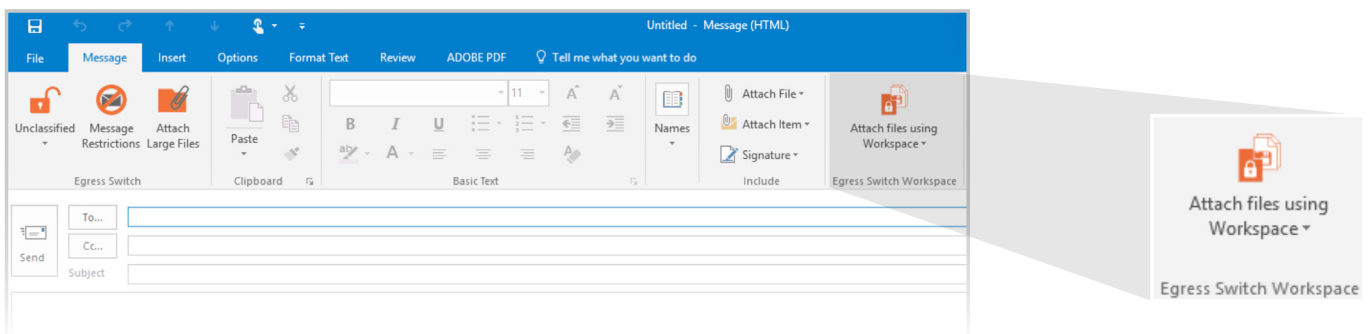 Untitled - Message (HTML)
File Message Insert Options Format Text Review ADOBE PDF Tell me what you want to do
Unclassified
Message
Restrictions
Attach
Large Files
Egress Switch
Paste
Clipboard
11
A A
B I U
aby A
Basic Text
Names
Attach File
Attach Item
Signature
Include
Attach files using
Workspace
Egress Switch Workspace
Send
To...
Cc...
Subject
Attach files using
Workspace
Egress Switch Workspace